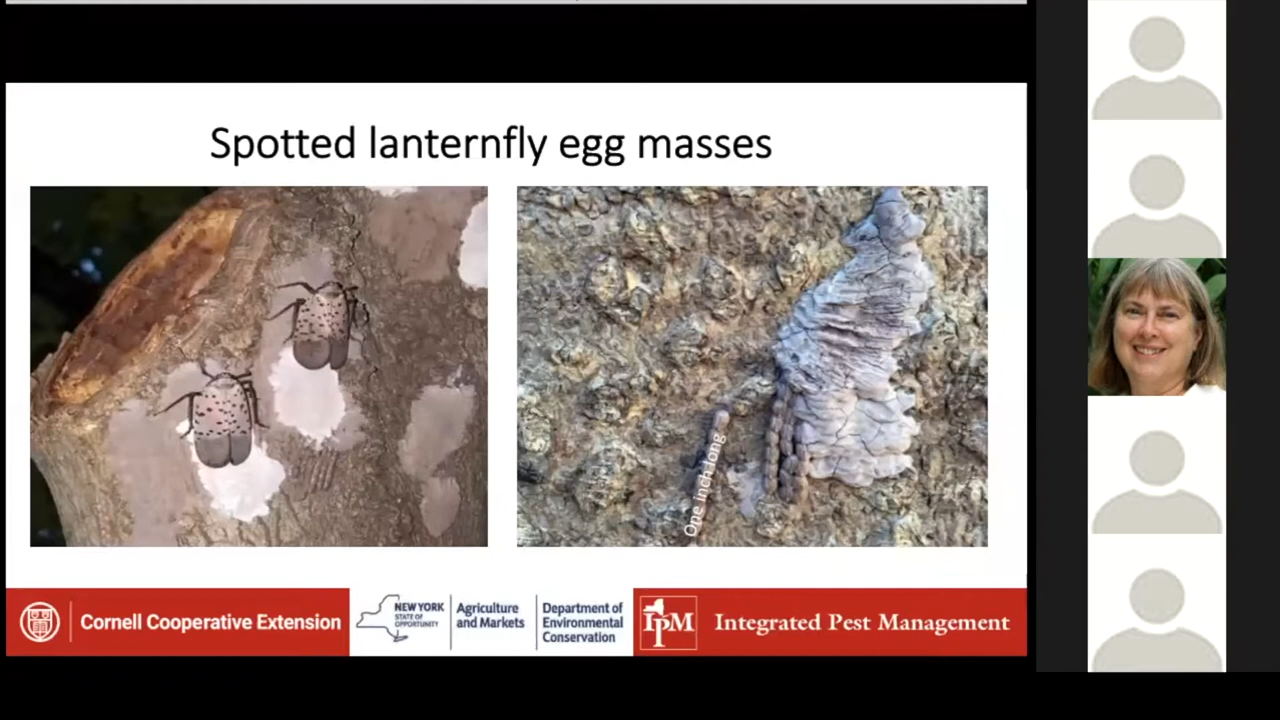 Spotted lanternfly egg masses
One inch long
Cornell Cooperative Extension
NEW YORK
STATE OF
OPPORTUNITY
Agriculture
and Markets
Department of
Environmental
Conservation
IPM
Integrated Pest Management